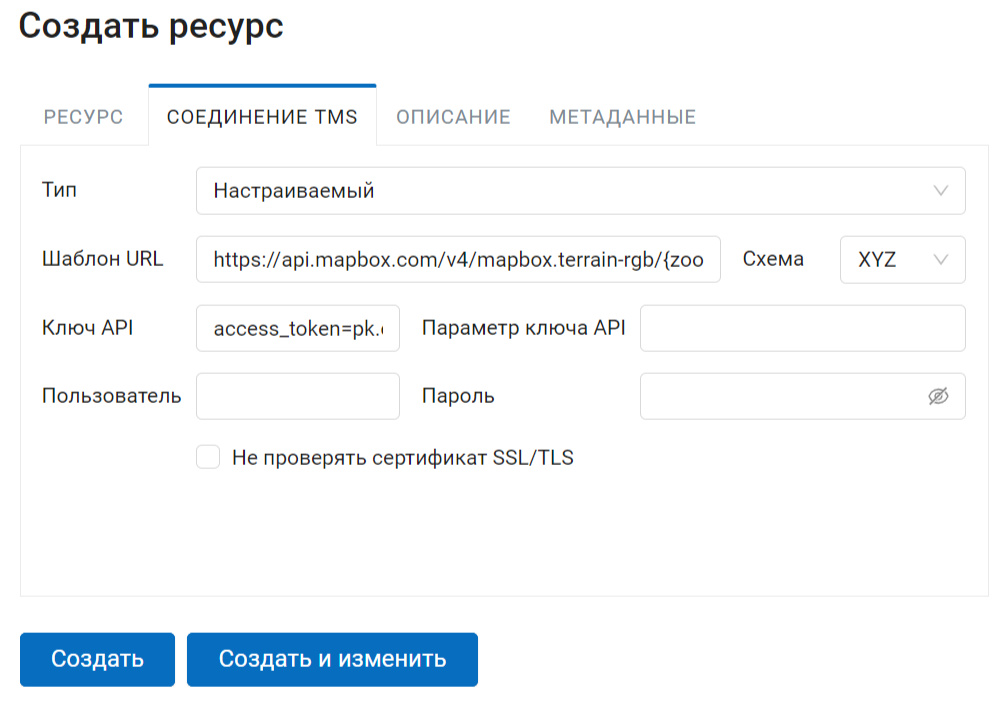 Создать ресурс
РЕСУРС СОЕДИНЕНИЕ TMS ОПИСАНИЕ МЕТАДАННЫЕ
Тип Настраиваемый
Шаблон URL https://api.mapbox.com/v4/mapbox.terrain-rgb/{zoo Схема XYZ
Ключ API access_token=pk. Параметр ключа API
Пользователь Пароль
Не проверять сертификат SSL/TLS
Создать Создать и изменить